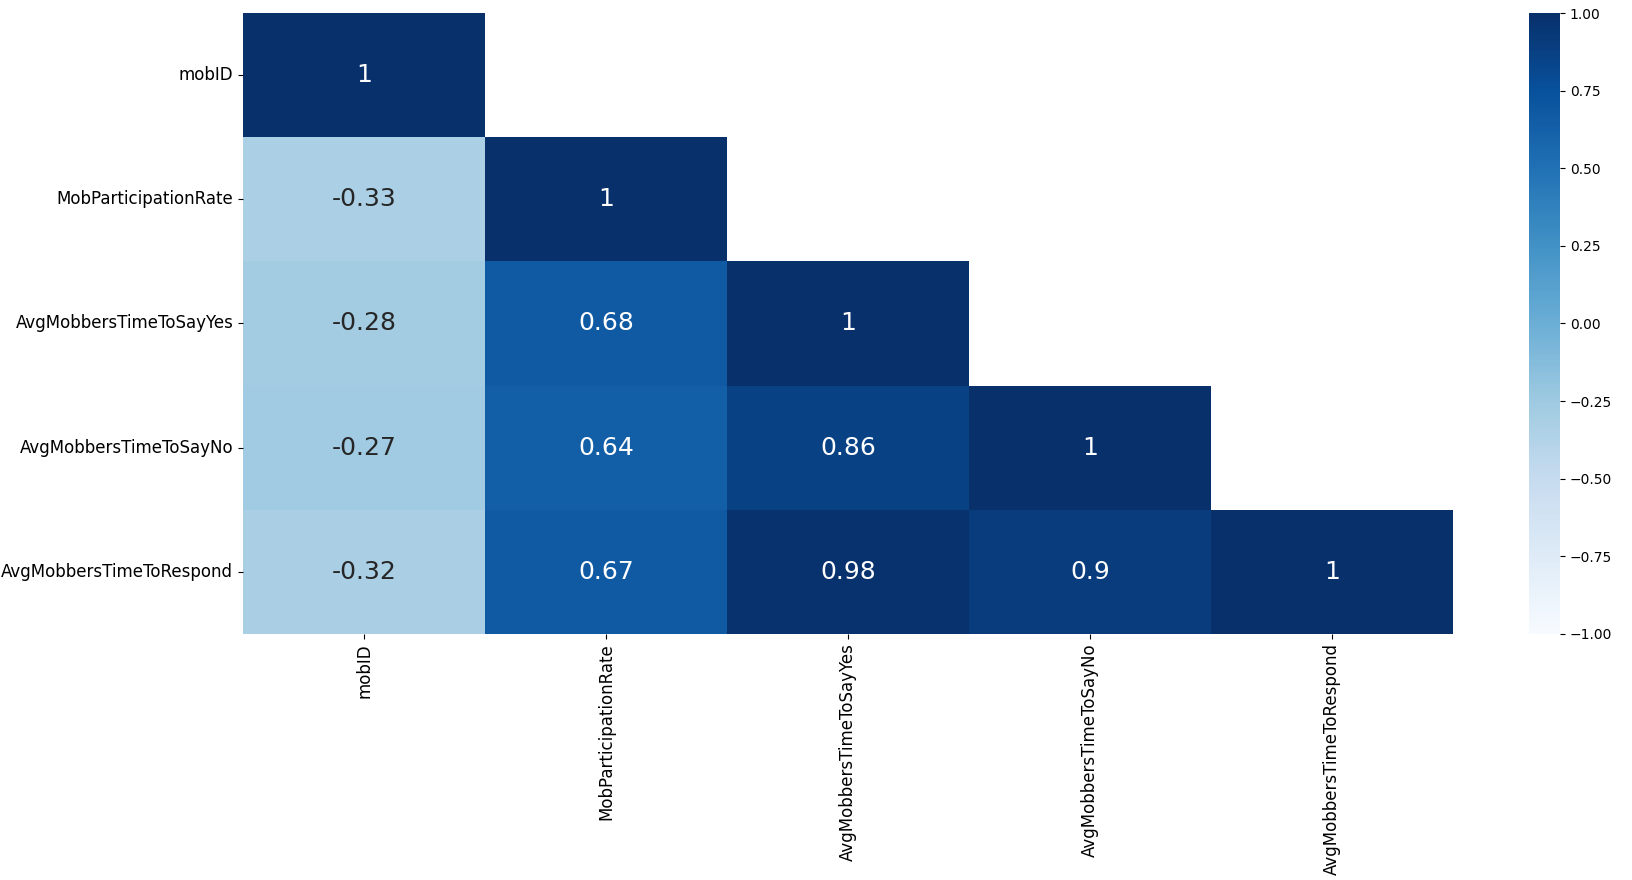 mobID 1
MobParticipationRate -0.33 1
AvgMobbersTimeToSayYes -0.28 0.68 1
AvgMobbersTimeToSayNo -0.27 0.64 0.86 1
AvgMobbersTimeToRespond -0.32 0.67 0.98 0.9 1
mobID
MobParticipationRate
AvgMobbersTimeToSayYes
AvgMobbersTimeToSayNo
AvgMobbersTimeToRespond
1.00
0.75
0.50
0.25
0.00
−0.25
−0.50
−0.75
−1.00